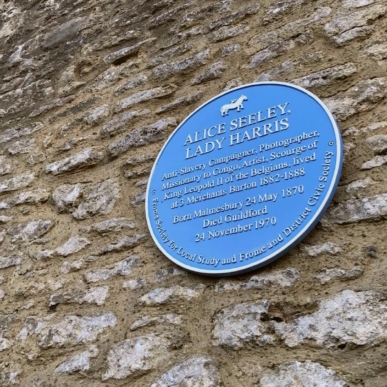 ALICE SEELEY,
LADY HARRIS
Anti-Slavery Campaigner, Photographer,
Missionary to Congo, Artist, Scourge of
King Leopold II of the Belgians, lived
at 3 Merchants Barton 1882-1888
Born Malmesbury 24 May 1870
Died Guildford
24 November 1970
Frome Society for Local Study and Frome and District Civic Society